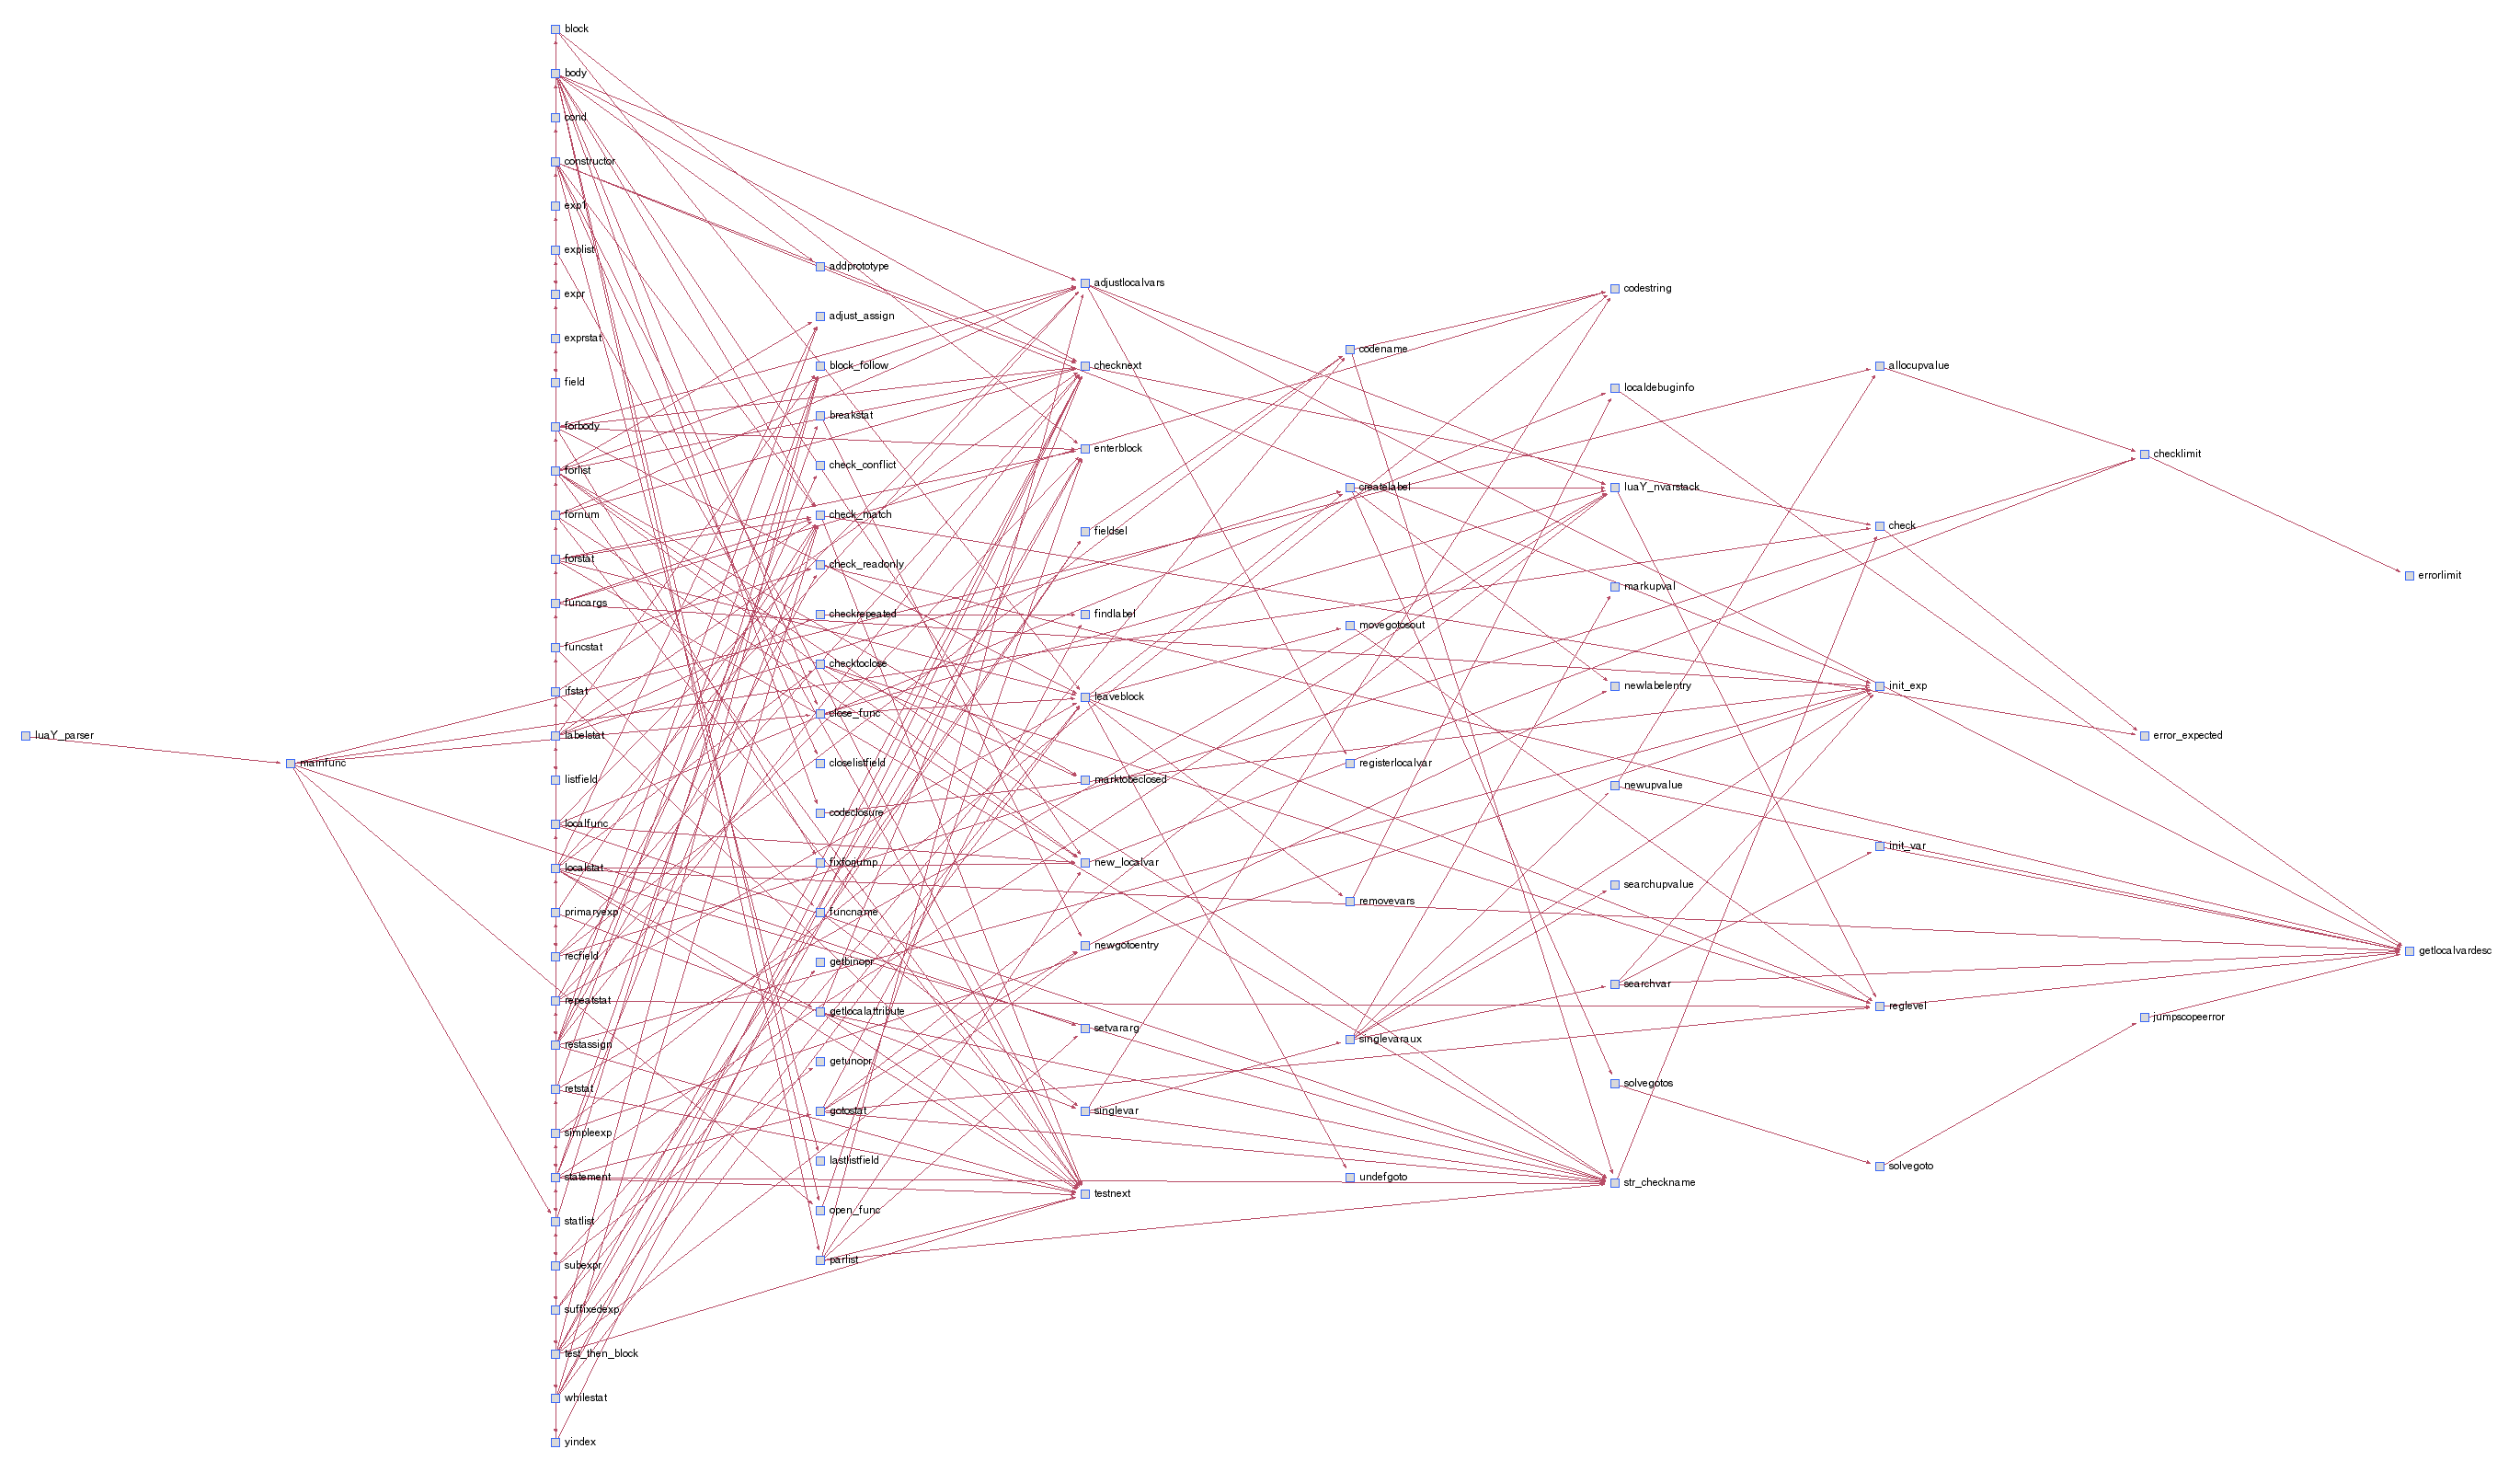 luaY_parser
mainfunc
block
body
cond
constructor
exp1
explist
expr
exprstat
field
forbody
forlist
fornum
forstat
funcargs
funcstat
ifstat
labelstat
listfield
localfunc
localstat
primaryexp
recfield
repeatstat
restassign
retstat
simpleexp
statement
statlist
subexpr
suffixedexp
test_then_block
whilestat
yindex
addprototype
adjust_assign
block_follow
breakstat
check_conflict
check_match
check_readonly
checkrepeated
checktoclose
close_func
closelistfield
codeclosure
fixforjump
funcname
getbinopr
getlocalattribute
getunopr
gotostat
lastlistfield
open_func
parlist
adjustlocalvars
checknext
enterblock
fieldsel
findlabel
leaveblock
marktobeclosed
new_localvar
newgotoentry
setvararg
singlevar
testnext
codename
createlabel
movegotosout
registerlocalvar
removevars
singlevaraux
undefgoto
codestring
localdebuginfo
luaY_nvarstack
markupval
newlabelentry
newupvalue
searchupvalue
searchvar
solvegotos
str_checkname
allocupvalue
check
init_exp
init_var
reglevel
solvegoto
checklimit
error_expected
jumpscopeerror
errorlimit
getlocalvardesc